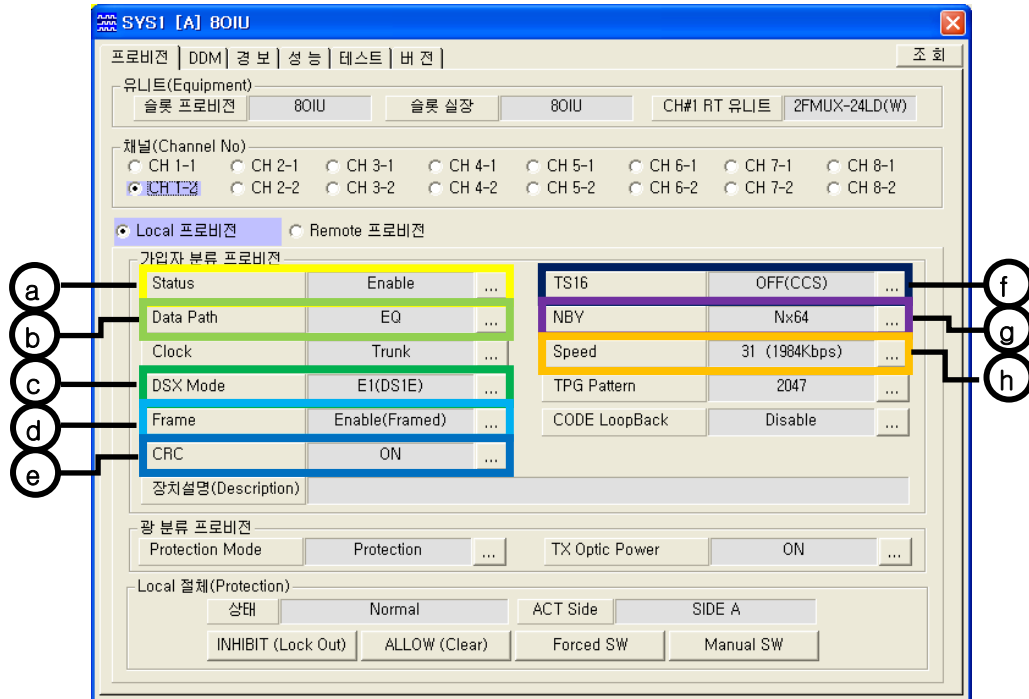 SYS1 [A] 8OIU
프로비전 DDM 경 보 성 능 테스트 버 전 조 회
유니트(Equipment)
슬롯 프로비전 8OIU 슬롯 실장 8OIU CH#1 RT 유니트 2FMUX-24LD(W)
채널(Channel No)
CH 1-1 CH 2-1 CH 3-1 CH 4-1 CH 5-1 CH 6-1 CH 7-1 CH 8-1
CH 1-2 CH 2-2 CH 3-2 CH 4-2 CH 5-2 CH 6-2 CH 7-2 CH 8-2
Local 프로비전 Remote 프로비전
가입자 분류 프로비전
a Status Enable ... TS16 OFF(CCS) ... f
b Data Path EQ ... NBY Nx64 ... g
Clock Trunk ... Speed 31 (1984Kbps) ... h
c DSX Mode E1(DS1E) ... TPG Pattern 2047 ...
d Frame Enable(Framed) ... CODE LoopBack Disable ...
e CRC ON ...
장치설명(Description)
광 분류 프로비전
Protection Mode Protection ... TX Optic Power ON ...
Local 절체(Protection)
상태 Normal ACT Side SIDE A
INHIBIT (Lock Out) ALLOW (Clear) Forced SW Manual SW